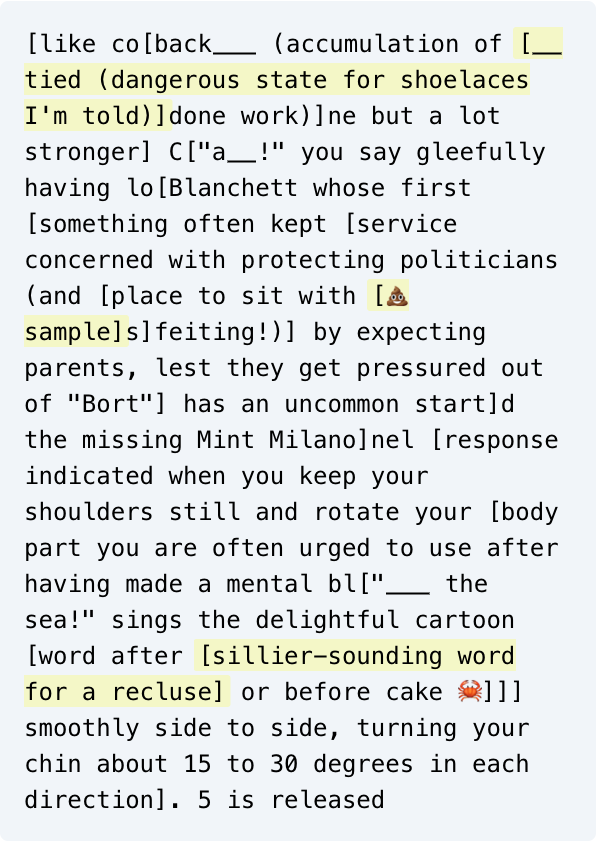 [like co[back___ (accumulation of [__
tied (dangerous state for shoelaces
I'm told)]done work)]ne but a lot
stronger] C["a__!" you say gleefully
having lo[Blanchett whose first
[something often kept [service
concerned with protecting politicians
(and [place to sit with [💩
sample]s]feiting!)] by expecting
parents, lest they get pressured out
of "Bort"] has an uncommon start]d
the missing Mint Milano]nel [response
indicated when you keep your
shoulders still and rotate your [body
part you are often urged to use after
having made a mental bl["___ the
sea!" sings the delightful cartoon
[word after [sillier—sounding word
for a recluse] or before cake 🦀]]]
smoothly side to side, turning your
chin about 15 to 30 degrees in each
direction]. 5 is released